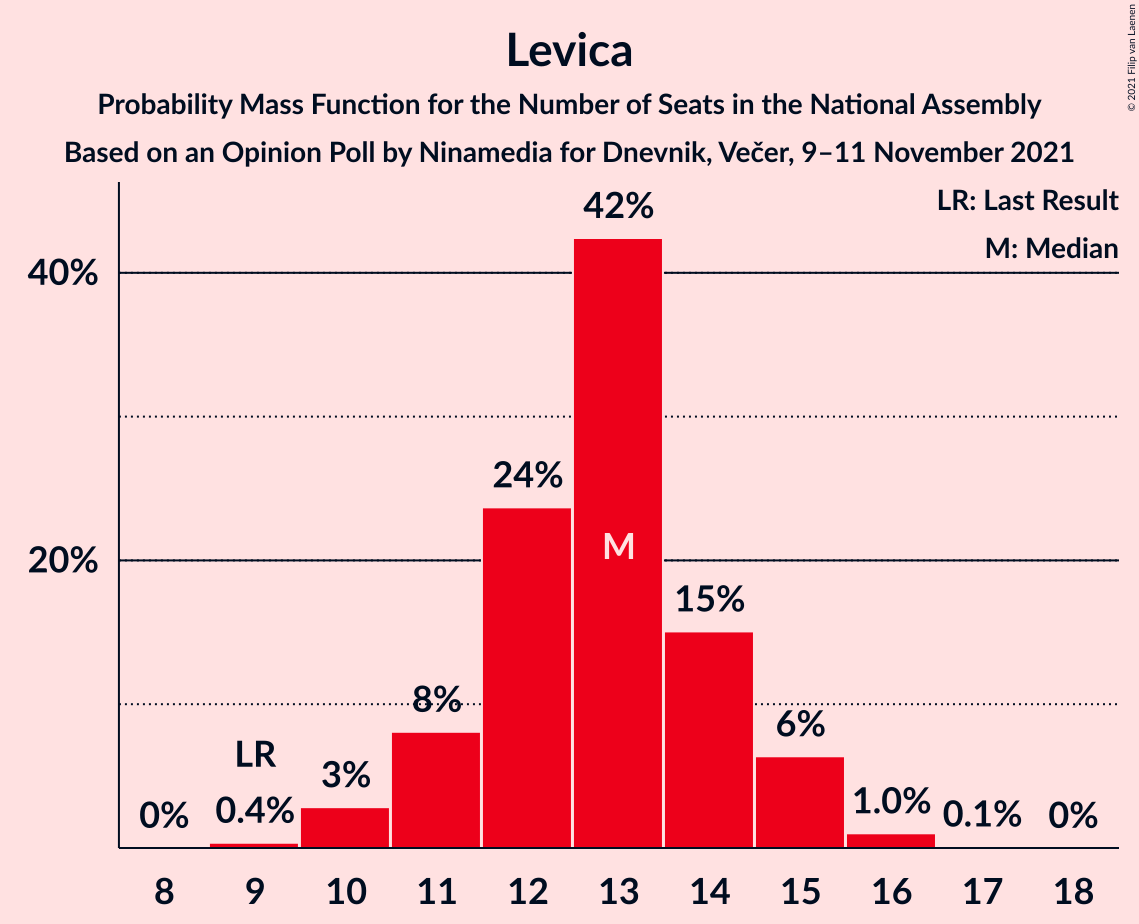 Levica
Probability Mass Function for the Number of Seats in the National Assembly
Based on an Opinion Poll by Ninamedia for Dnevnik, Večer, 9–11 November 2021
© 2021 Filip van Laenen
LR: Last Result
M: Median
40%
20%
0%
LR
0.4%
3%
8%
24%
42%
M
15%
6%
1.0%
0.1%
0%
8 9 10 11 12 13 14 15 16 17 18